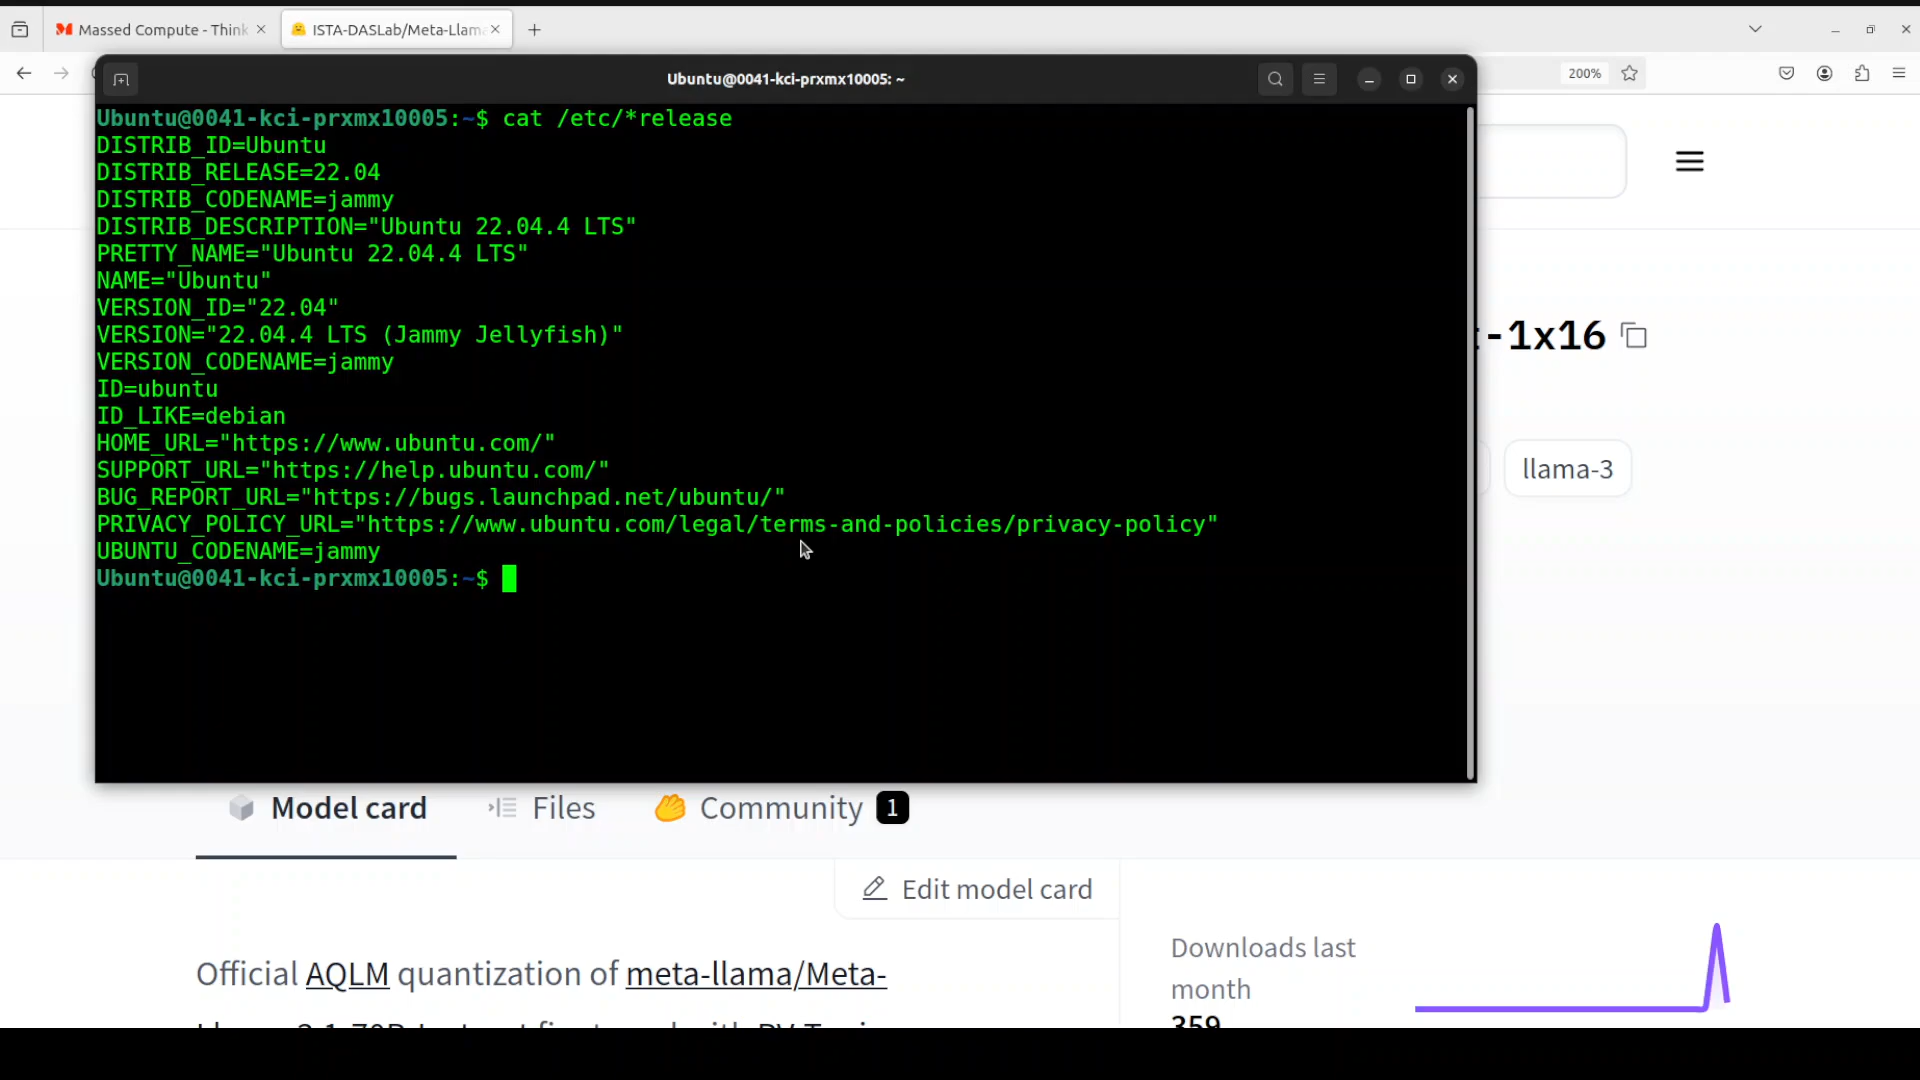 Massed Compute - Think
ISTA-DASLab/Meta-Llam
200%
Ubuntu@0041-kci-prxmx10005: ~
Ubuntu@0041-kci-prxmx10005:~$ cat /etc/*release
DISTRIB_ID=Ubuntu
DISTRIB_RELEASE=22.04
DISTRIB_CODENAME=jammy
DISTRIB_DESCRIPTION="Ubuntu 22.04.4 LTS"
PRETTY_NAME="Ubuntu 22.04.4 LTS"
NAME="Ubuntu"
VERSION_ID="22.04"
VERSION="22.04.4 LTS (Jammy Jellyfish)"
VERSION_CODENAME=jammy
ID=ubuntu
ID_LIKE=debian
HOME_URL="https://www.ubuntu.com/"
SUPPORT_URL="https://help.ubuntu.com/"
BUG_REPORT_URL="https://bugs.launchpad.net/ubuntu/"
PRIVACY_POLICY_URL="https://www.ubuntu.com/legal/terms-and-policies/privacy-policy"
UBUNTU_CODENAME=jammy
Ubuntu@0041-kci-prxmx10005:~$
-1x16
llama-3
Model card
Files
Community 1
Edit model card
Official AQLM quantization of meta-llama/Meta-
Downloads last
month
359